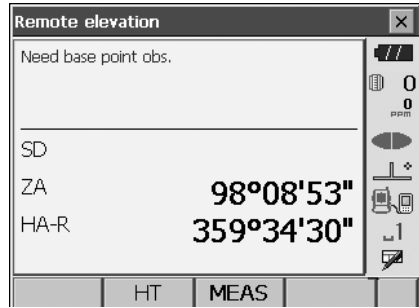 Remote elevation
Need base point obs.
0
0
ppm
SD
ZA 98°08'53"
HA-R 359°34'30"
1
HT MEAS